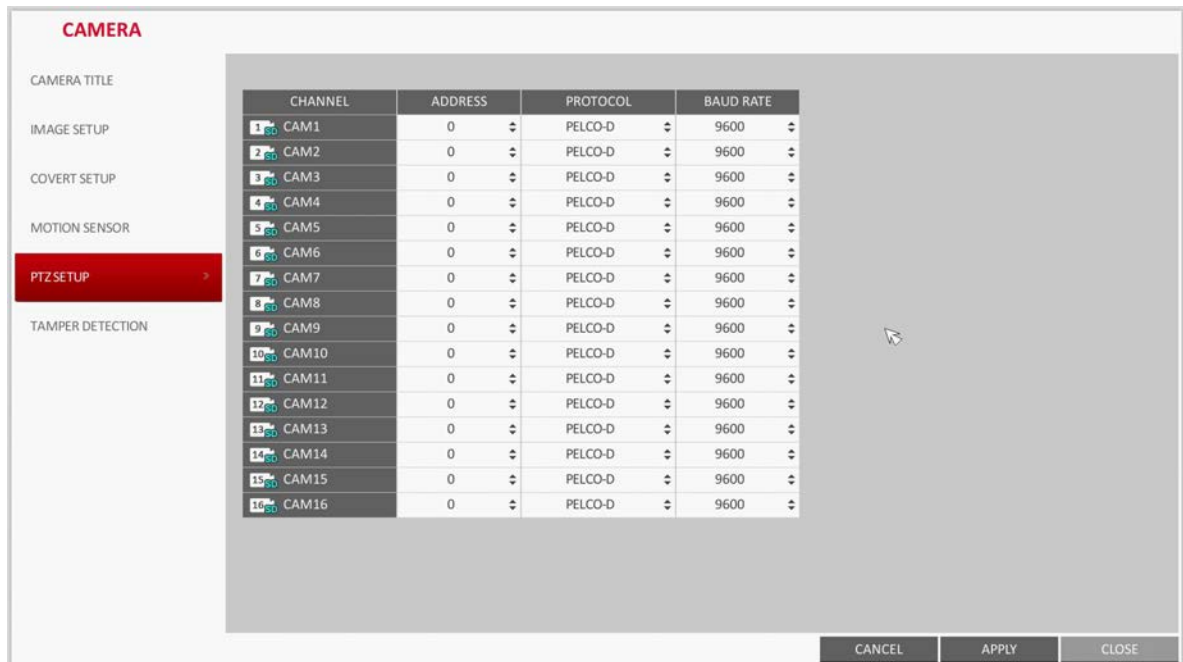 CAMERA
CAMERA TITLE
IMAGE SETUP
COVERT SETUP
MOTION SENSOR
PTZ SETUP >
TAMPER DETECTION
CHANNEL ADDRESS PROTOCOL BAUD RATE
1 SD CAM1 0 PELCO-D 9600
2 SD CAM2 0 PELCO-D 9600
3 SD CAM3 0 PELCO-D 9600
4 SD CAM4 0 PELCO-D 9600
5 SD CAM5 0 PELCO-D 9600
6 SD CAM6 0 PELCO-D 9600
7 SD CAM7 0 PELCO-D 9600
8 SD CAM8 0 PELCO-D 9600
9 SD CAM9 0 PELCO-D 9600
10 SD CAM10 0 PELCO-D 9600
11 SD CAM11 0 PELCO-D 9600
12 SD CAM12 0 PELCO-D 9600
13 SD CAM13 0 PELCO-D 9600
14 SD CAM14 0 PELCO-D 9600
15 SD CAM15 0 PELCO-D 9600
16 SD CAM16 0 PELCO-D 9600
CANCEL APPLY CLOSE